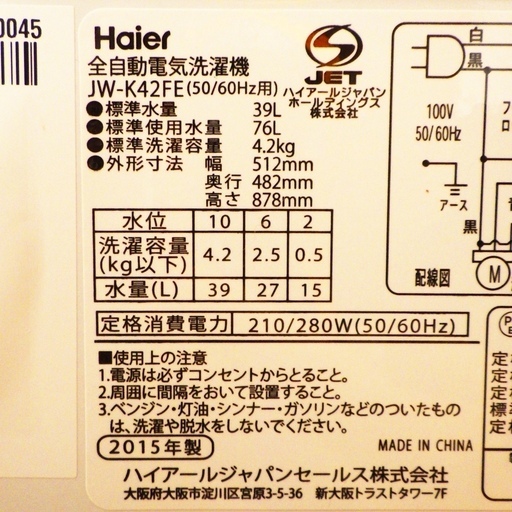 0045
Haier
全自動電気洗濯機
JW-K42FE(50/60Hz用)
JET
ハイアールジャパン
ホールディングス
株式会社
●標準水量 39L
●標準使用水量 76L
●標準洗濯容量 4.2kg
●外形寸法 幅 512mm
奥行 482mm
高さ 878mm
水位 10 6 2
洗濯容量(kg以下) 4.2 2.5 0.5
水量(L) 39 27 15
定格消費電力 210/280W(50/60Hz)
■使用上の注意
1.電源は必ずコンセントからとること。
2.周囲に間隔をおいて設置すること。
3.ベンジン・灯油・シンナー・ガソリンなどのついたもの
は、洗濯や脱水をしないでください。
2015年製
MADE IN CHINA
ハイアールジャパンセールス株式会社
大阪府大阪市淀川区宮原3-5-36 新大阪トラストタワー7F
白
黒
100V
50/60Hz
アース
黒
配線図
M